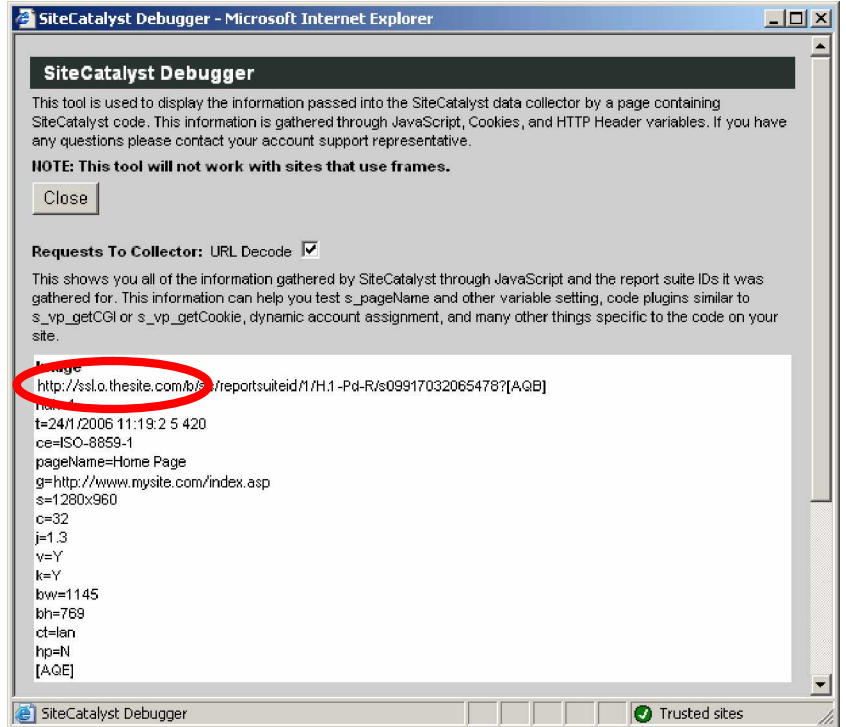 SiteCatalyst Debugger - Microsoft Internet Explorer
SiteCatalyst Debugger
This tool is used to display the information passed into the SiteCatalyst data collector by a page containing
SiteCatalyst code. This information is gathered through JavaScript, Cookies, and HTTP Header variables. If you have
any questions please contact your account support representative.
NOTE: This tool will not work with sites that use frames.
Close
Requests To Collector: URL Decode
This shows you all of the information gathered by SiteCatalyst through JavaScript and the report suite IDs it was
gathered for. This information can help you test s_pageName and other variable setting, code plugins similar to
s_vp_getCGI or s_vp_getCookie, dynamic account assignment, and many other things specific to the code on your
site.
Image
http://ssl.o.thesite.com/b/ss/reportsuiteid/1/H.1-Pd-R/s09917032065478?[AQB]
t=24/1/2006 11:19:2 5 420
ce=ISO-8859-1
pageName=Home Page
g=http://www.mysite.com/index.asp
s=1280x960
c=32
j=1.3
v=Y
k=Y
bw=1145
bh=769
ct=lan
hp=N
[AQE]
SiteCatalyst Debugger
Trusted sites